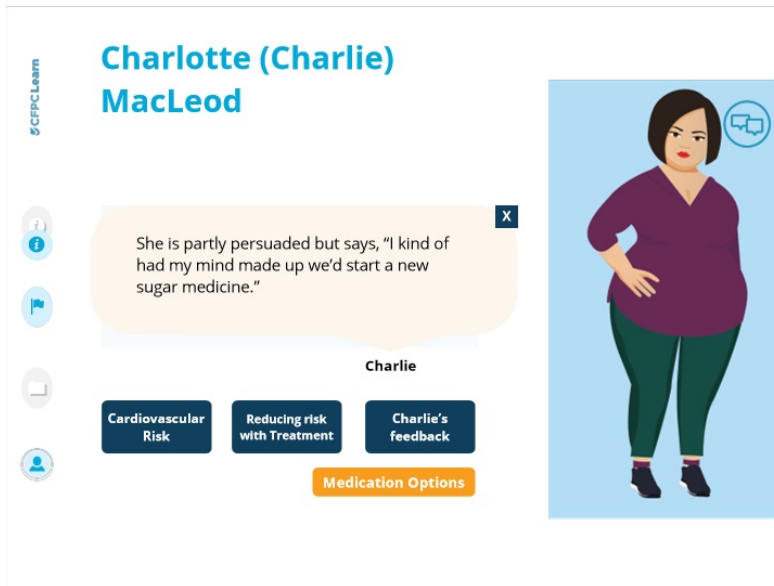 CFPCLearn
Charlotte (Charlie)
MacLeod
X
She is partly persuaded but says, “I kind of
had my mind made up we’d start a new
sugar medicine.”
Charlie
Cardiovascular
Risk
Reducing risk
with Treatment
Charlie’s
feedback
Medication Options